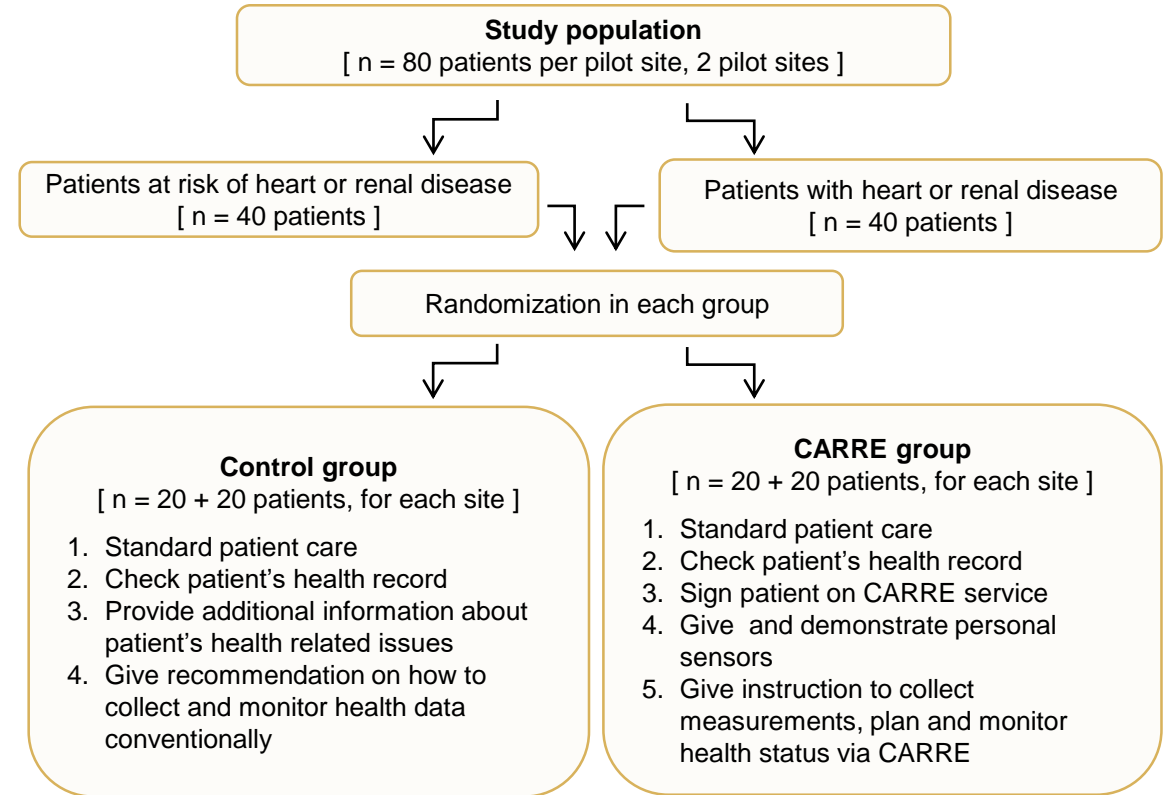 Study population
[ n = 80 patients per pilot site, 2 pilot sites ]
Patients at risk of heart or renal disease
[ n = 40 patients ]
Patients with heart or renal disease
[ n = 40 patients ]
Randomization in each group
Control group
[ n = 20 + 20 patients, for each site ]
1. Standard patient care
2. Check patient’s health record
3. Provide additional information about
patient’s health related issues
4. Give recommendation on how to
collect and monitor health data
conventionally
CARRE group
[ n = 20 + 20 patients, for each site ]
1. Standard patient care
2. Check patient’s health record
3. Sign patient on CARRE service
4. Give  and demonstrate personal
sensors
5. Give instruction to collect
measurements, plan and monitor
health status via CARRE